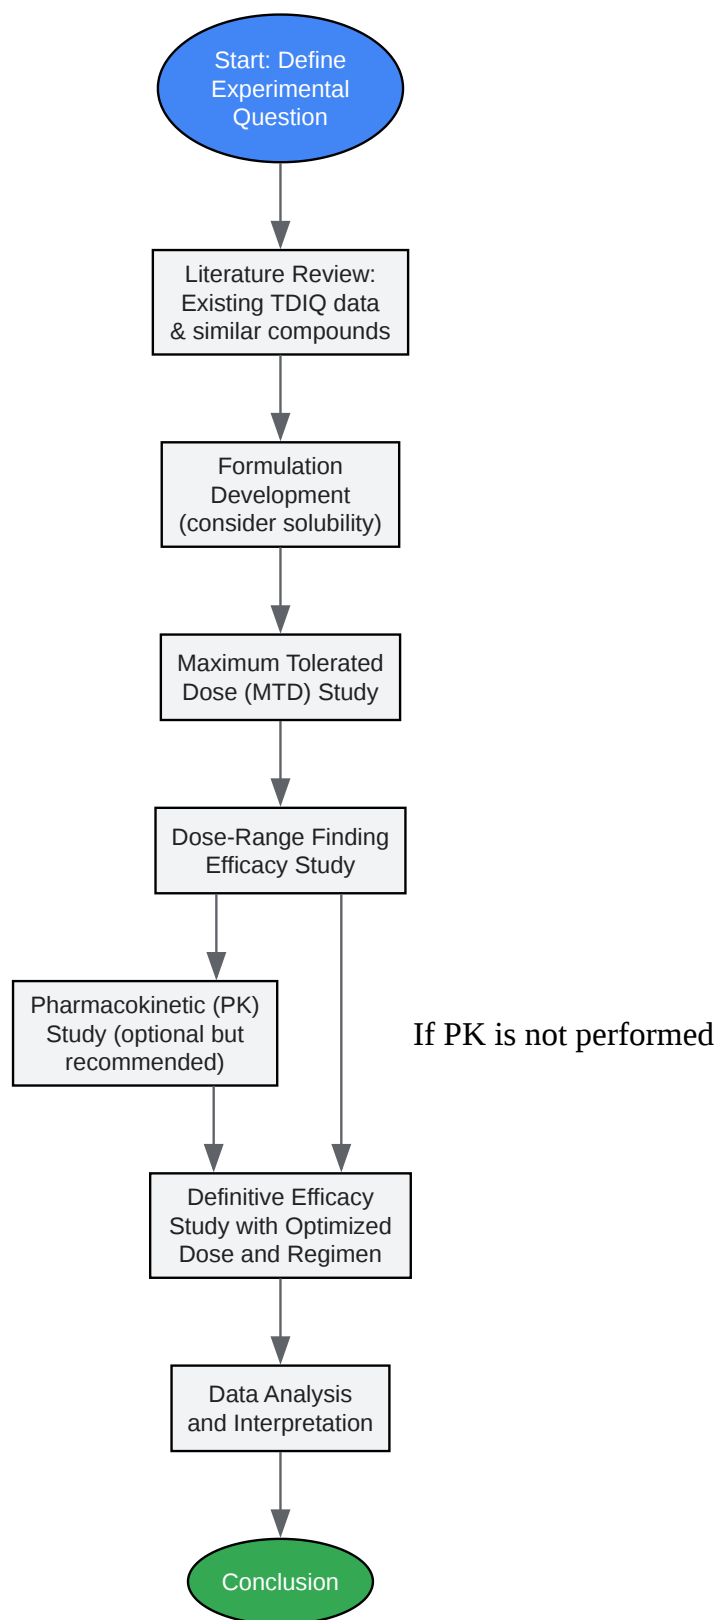 Start: Define
Experimental
Question
Literature Review:
Existing TDIQ data
& similar compounds
Formulation
Development
(consider solubility)
Maximum Tolerated
Dose (MTD) Study
Dose-Range Finding
Efficacy Study
Pharmacokinetic (PK)
Study (optional but
recommended)
If PK is not performed
Definitive Efficacy
Study with Optimized
Dose and Regimen
Data Analysis
and Interpretation
Conclusion